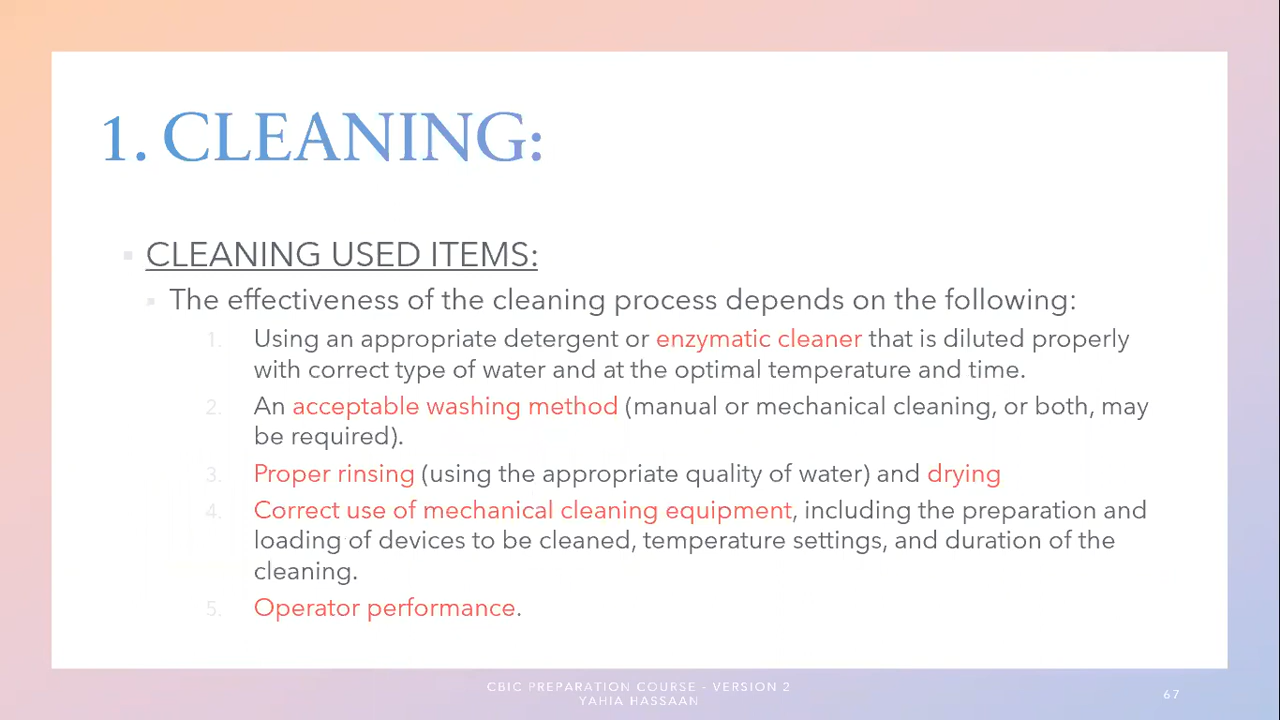 1. CLEANING:
CLEANING USED ITEMS:
The effectiveness of the cleaning process depends on the following:
1. Using an appropriate detergent or enzymatic cleaner that is diluted properly
with correct type of water and at the optimal temperature and time.
2. An acceptable washing method (manual or mechanical cleaning, or both, may
be required).
3. Proper rinsing (using the appropriate quality of water) and drying
4. Correct use of mechanical cleaning equipment, including the preparation and
loading of devices to be cleaned, temperature settings, and duration of the
cleaning.
5. Operator performance.
CBIC PREPARATION COURSE - VERSION 2
YAHIA HASSAAN
67